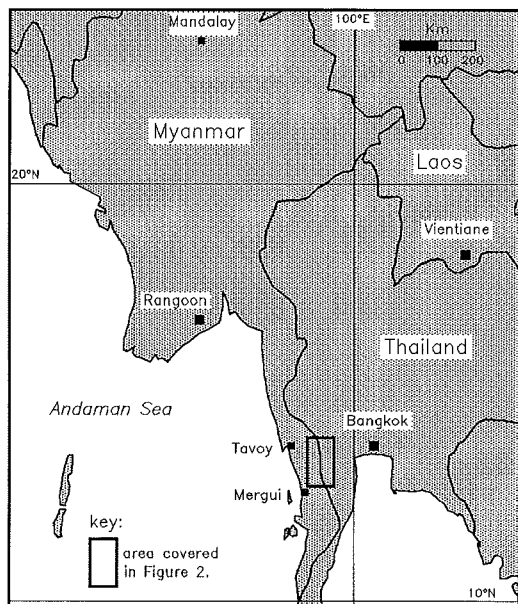 Mandalay
100°E
Km
0 100 200
Myanmar
Laos
20°N
Vientiane
Rangoon
Thailand
Andaman Sea
Bangkok
Tavoy
Mergui
key:
area covered
in Figure 2.
10°N